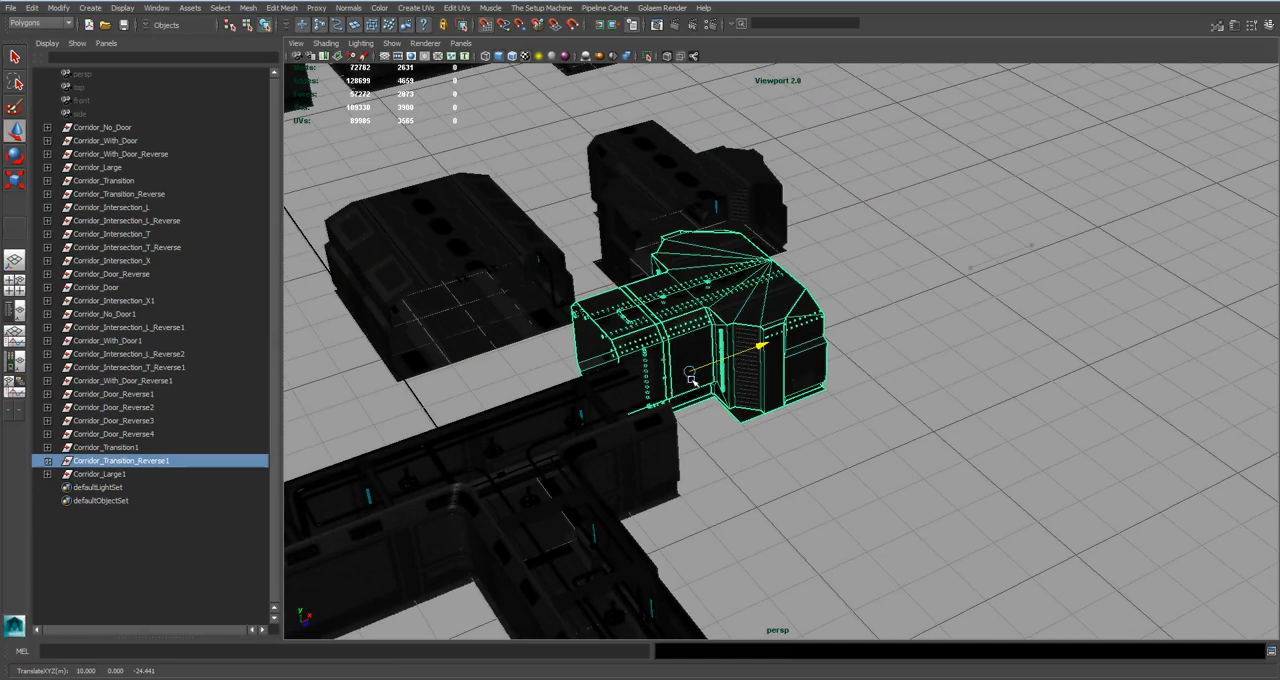 File Edit Modify Create Display Window Assets Select Mesh Edit Mesh Proxy Normals Color Create UVs Edit UVs Muscle The Setup Machine Pipeline Cache Golaem Render Help
Polygons
Objects
Display Show Panels
View Shading Lighting Show Renderer Panels
persp
top
front
side
Corridor_No_Door
Corridor_With_Door
Corridor_With_Door_Reverse
Corridor_Large
Corridor_Transition
Corridor_Transition_Reverse
Corridor_Intersection_L
Corridor_Intersection_L_Reverse
Corridor_Intersection_T
Corridor_Intersection_T_Reverse
Corridor_Intersection_X
Corridor_Door_Reverse
Corridor_Door
Corridor_Intersection_X1
Corridor_No_Door1
Corridor_Intersection_L_Reverse1
Corridor_With_Door1
Corridor_Intersection_L_Reverse2
Corridor_Intersection_T_Reverse1
Corridor_With_Door_Reverse1
Corridor_Door_Reverse1
Corridor_Door_Reverse2
Corridor_Door_Reverse3
Corridor_Door_Reverse4
Corridor_Transition1
Corridor_Transition_Reverse1
Corridor_Large1
defaultLightSet
defaultObjectSet
72782 2631 0
128699 4659 0
57272 2073 0
109330 3900 0
UVs: 89985 3565 0
Viewport 2.0
y
x
persp
MEL
TranslateXYZ(m): 10.000 0.000 -24.441